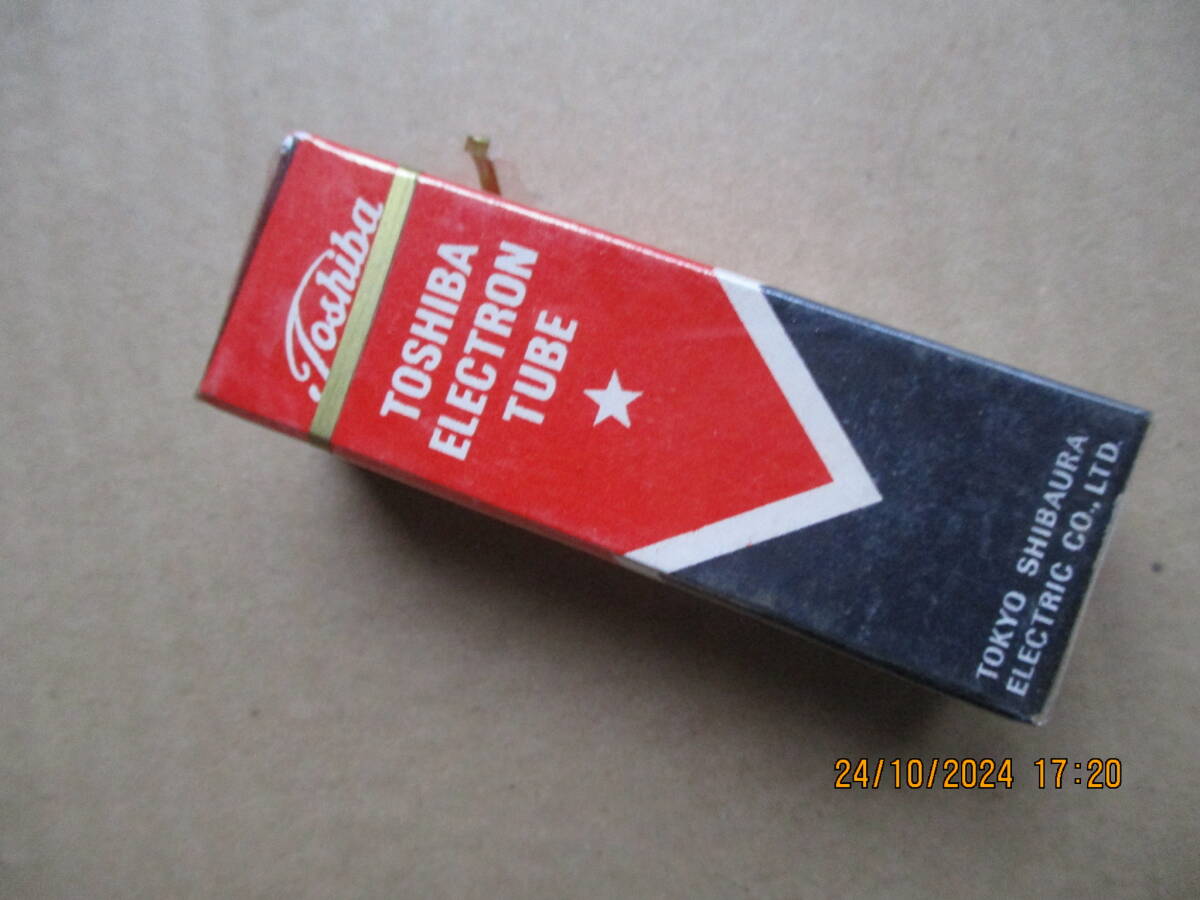 Toshiba
TOSHIBA
ELECTRON
TUBE
TOKYO SHIBAURA
ELECTRIC CO., LTD.
24/10/2024 17:20